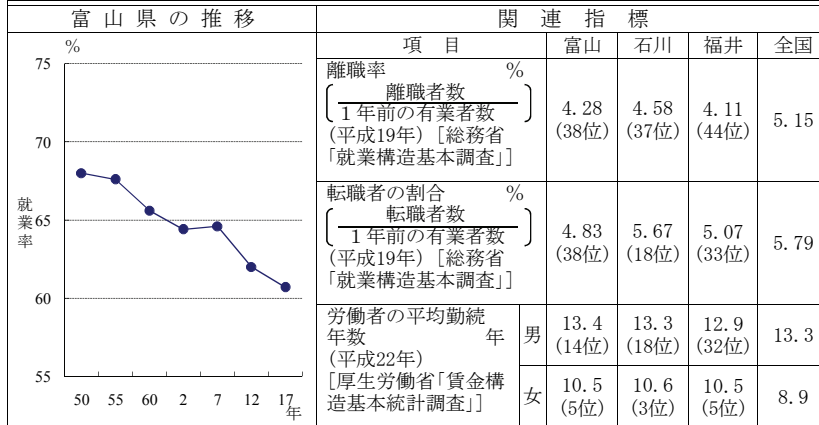 富山県の推移
関連指標
%
75
70
65
60
55
就業率
50 55 60 2 7 12 17
年
項目 富山 石川 福井 全国
離職率 %
離職者数
1年前の有業者数
(平成19年)［総務省
「就業構造基本調査」］
4.28 4.58 4.11 5.15
(38位) (37位) (44位)
転職者の割合 %
転職者数
1年前の有業者数
(平成19年)［総務省
「就業構造基本調査」］
4.83 5.67 5.07 5.79
(38位) (18位) (33位)
労働者の平均勤続
年数 年
(平成22年)
[厚生労働省「賃金構
造基本統計調査」］
男 13.4 13.3 12.9 13.3
(14位) (18位) (32位)
女 10.5 10.6 10.5 8.9
(5位) (3位) (5位)